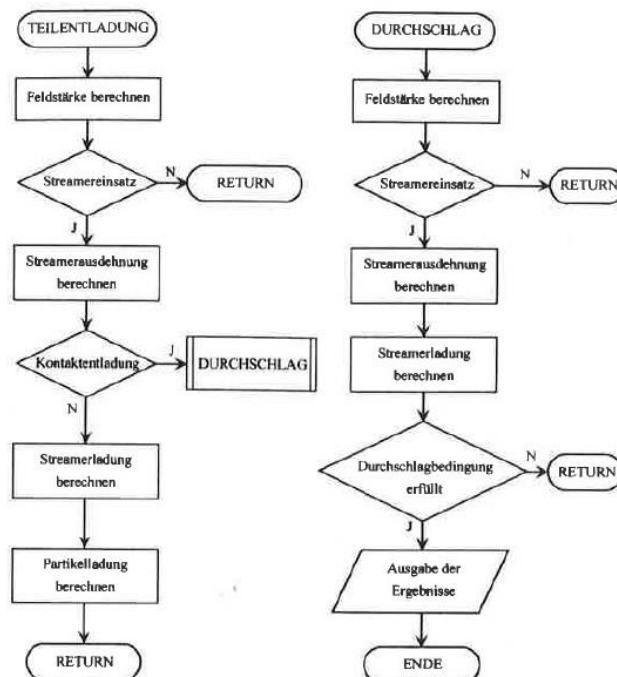 TEILENTLADUNG
Feldstärke berechnen
Streamereinsatz
N
RETURN
J
Streamerausdehnung
berechnen
Kontaktentladung
J
DURCHSCHLAG
N
Streamerladung
berechnen
Partikelladung
berechnen
RETURN
DURCHSCHLAG
Feldstärke berechnen
Streamereinsatz
N
RETURN
J
Streamerausdehnung
berechnen
Streamerladung
berechnen
Durchschlagbedingung
erfüllt
N
RETURN
J
Ausgabe der
Ergebnisse
ENDE